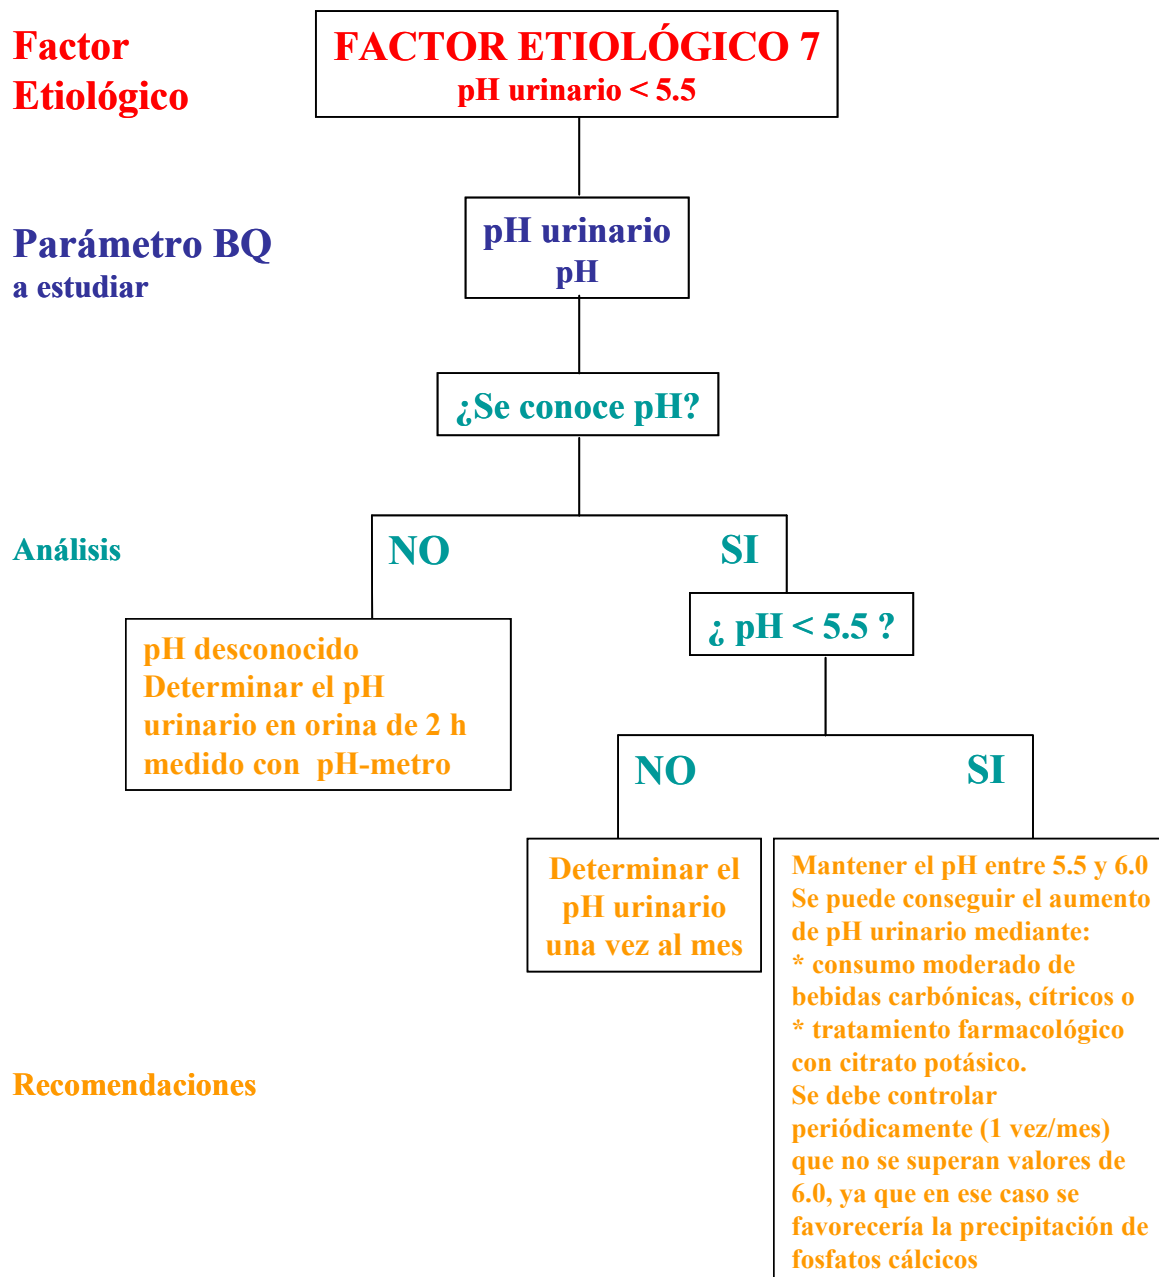 Factor
Etiológico
FACTOR ETIOLÓGICO 7
pH urinario < 5.5
Parámetro BQ
a estudiar
pH urinario
pH
¿Se conoce pH?
Análisis
NO
SI
pH desconocido
Determinar el pH
urinario en orina de 2 h
medido con pH-metro
¿ pH < 5.5 ?
NO
SI
Determinar el
pH urinario
una vez al mes
Mantener el pH entre 5.5 y 6.0
Se puede conseguir el aumento
de pH urinario mediante:
* consumo moderado de
bebidas carbónicas, cítricos o
* tratamiento farmacológico
con citrato potásico.
Se debe controlar
periódicamente (1 vez/mes)
que no se superan valores de
6.0, ya que en ese caso se
favorecería la precipitación de
fosfatos cálcicos
Recomendaciones